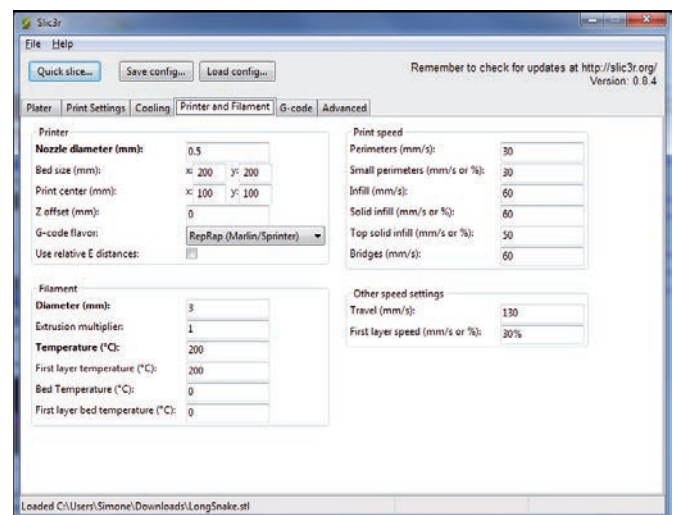 Slic3r
File Help
Quick slice... Save config... Load config...
Remember to check for updates at http://slic3r.org/
Version: 0.8.4
Plater Print Settings Cooling Printer and Filament G-code Advanced
Printer
Nozzle diameter (mm): 0.5
Bed size (mm): x: 200 y: 200
Print center (mm): x: 100 y: 100
Z offset (mm): 0
G-code flavor: RepRap (Marlin/Sprinter)
Use relative E distances:
Filament
Diameter (mm): 3
Extrusion multiplier: 1
Temperature (°C): 200
First layer temperature (°C): 200
Bed Temperature (°C): 0
First layer bed temperature (°C): 0
Print speed
Perimeters (mm/s): 30
Small perimeters (mm/s or %): 30
Infill (mm/s): 60
Solid infill (mm/s or %): 60
Top solid infill (mm/s or %): 50
Bridges (mm/s): 60
Other speed settings
Travel (mm/s): 130
First layer speed (mm/s or %): 30%
Loaded C:\Users\Simone\Downloads\LongSnake.stl